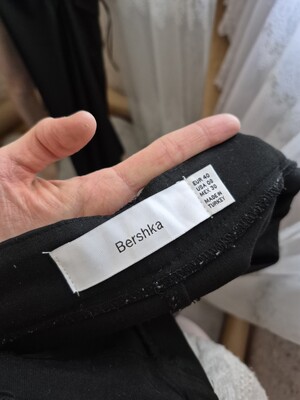 Bershka
EUR 40
USA 08
MEX 30
MADE IN
TURKEY